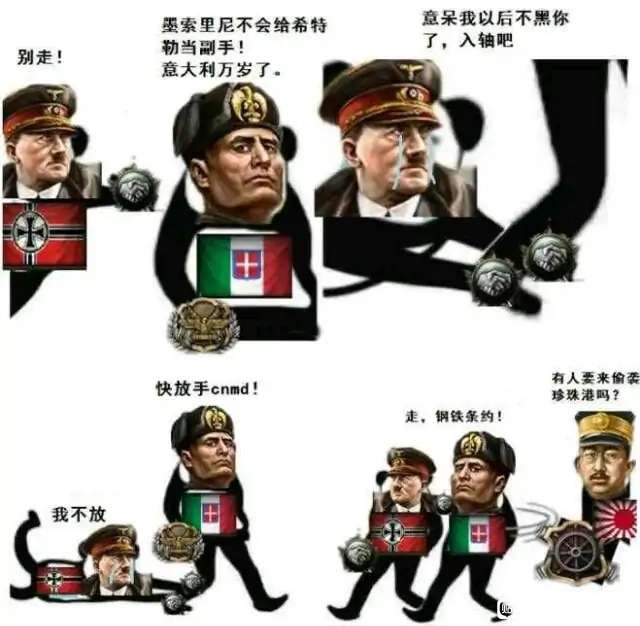 别走！
墨索里尼不会给希特
勒当副手！
意大利万岁了。
意呆我以后不黑你
了，入轴吧
快放手cnmd！
我不放
走，钢铁条约！
有人要来偷袭
珍珠港吗？